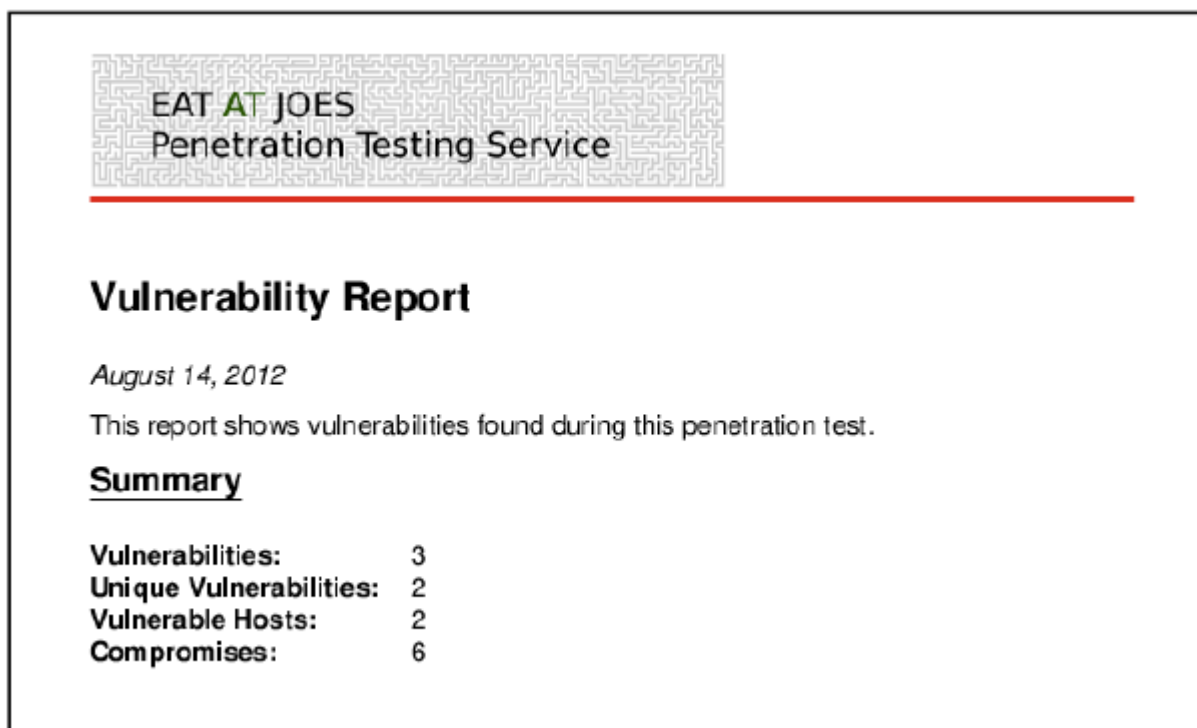 EAT AT JOES
Penetration Testing Service
Vulnerability Report
August 14, 2012
This report shows vulnerabilities found during this penetration test.
Summary
Vulnerabilities: 3
Unique Vulnerabilities: 2
Vulnerable Hosts: 2
Compromises: 6